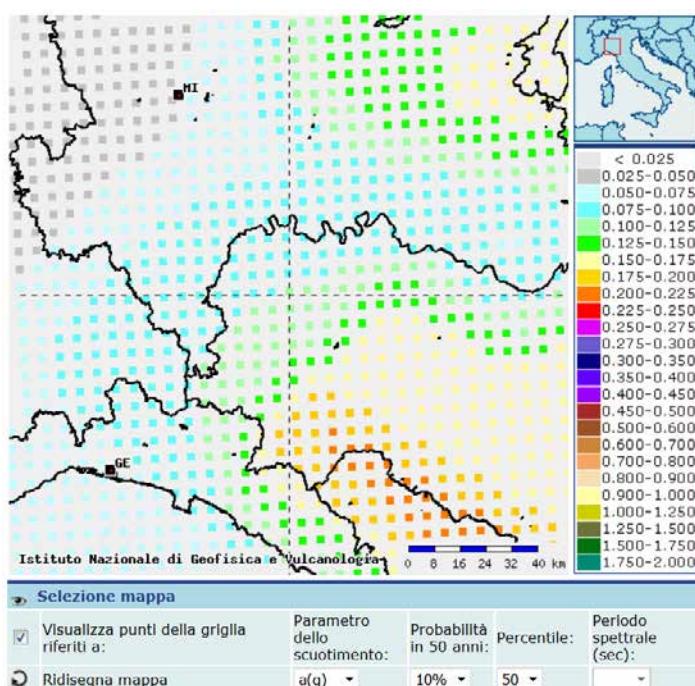 MI
GE
Istituto Nazionale di Geofisica e Vulcanologia
0 8 16 24 32 40 km
< 0.025
0.025-0.050
0.050-0.075
0.075-0.100
0.100-0.125
0.125-0.150
0.150-0.175
0.175-0.200
0.200-0.225
0.225-0.250
0.250-0.275
0.275-0.300
0.300-0.350
0.350-0.400
0.400-0.450
0.450-0.500
0.500-0.600
0.600-0.700
0.700-0.800
0.800-0.900
0.900-1.000
1.000-1.250
1.250-1.500
1.500-1.750
1.750-2.000
Selezione mappa
Visualizza punti della griglia
riferiti a:
Parametro
dello
scuotimento:
Probabilità
in 50 anni:
Percentile:
Periodo
spettrale
(sec):
Ridisegna mappa
a(g)
10%
50
-